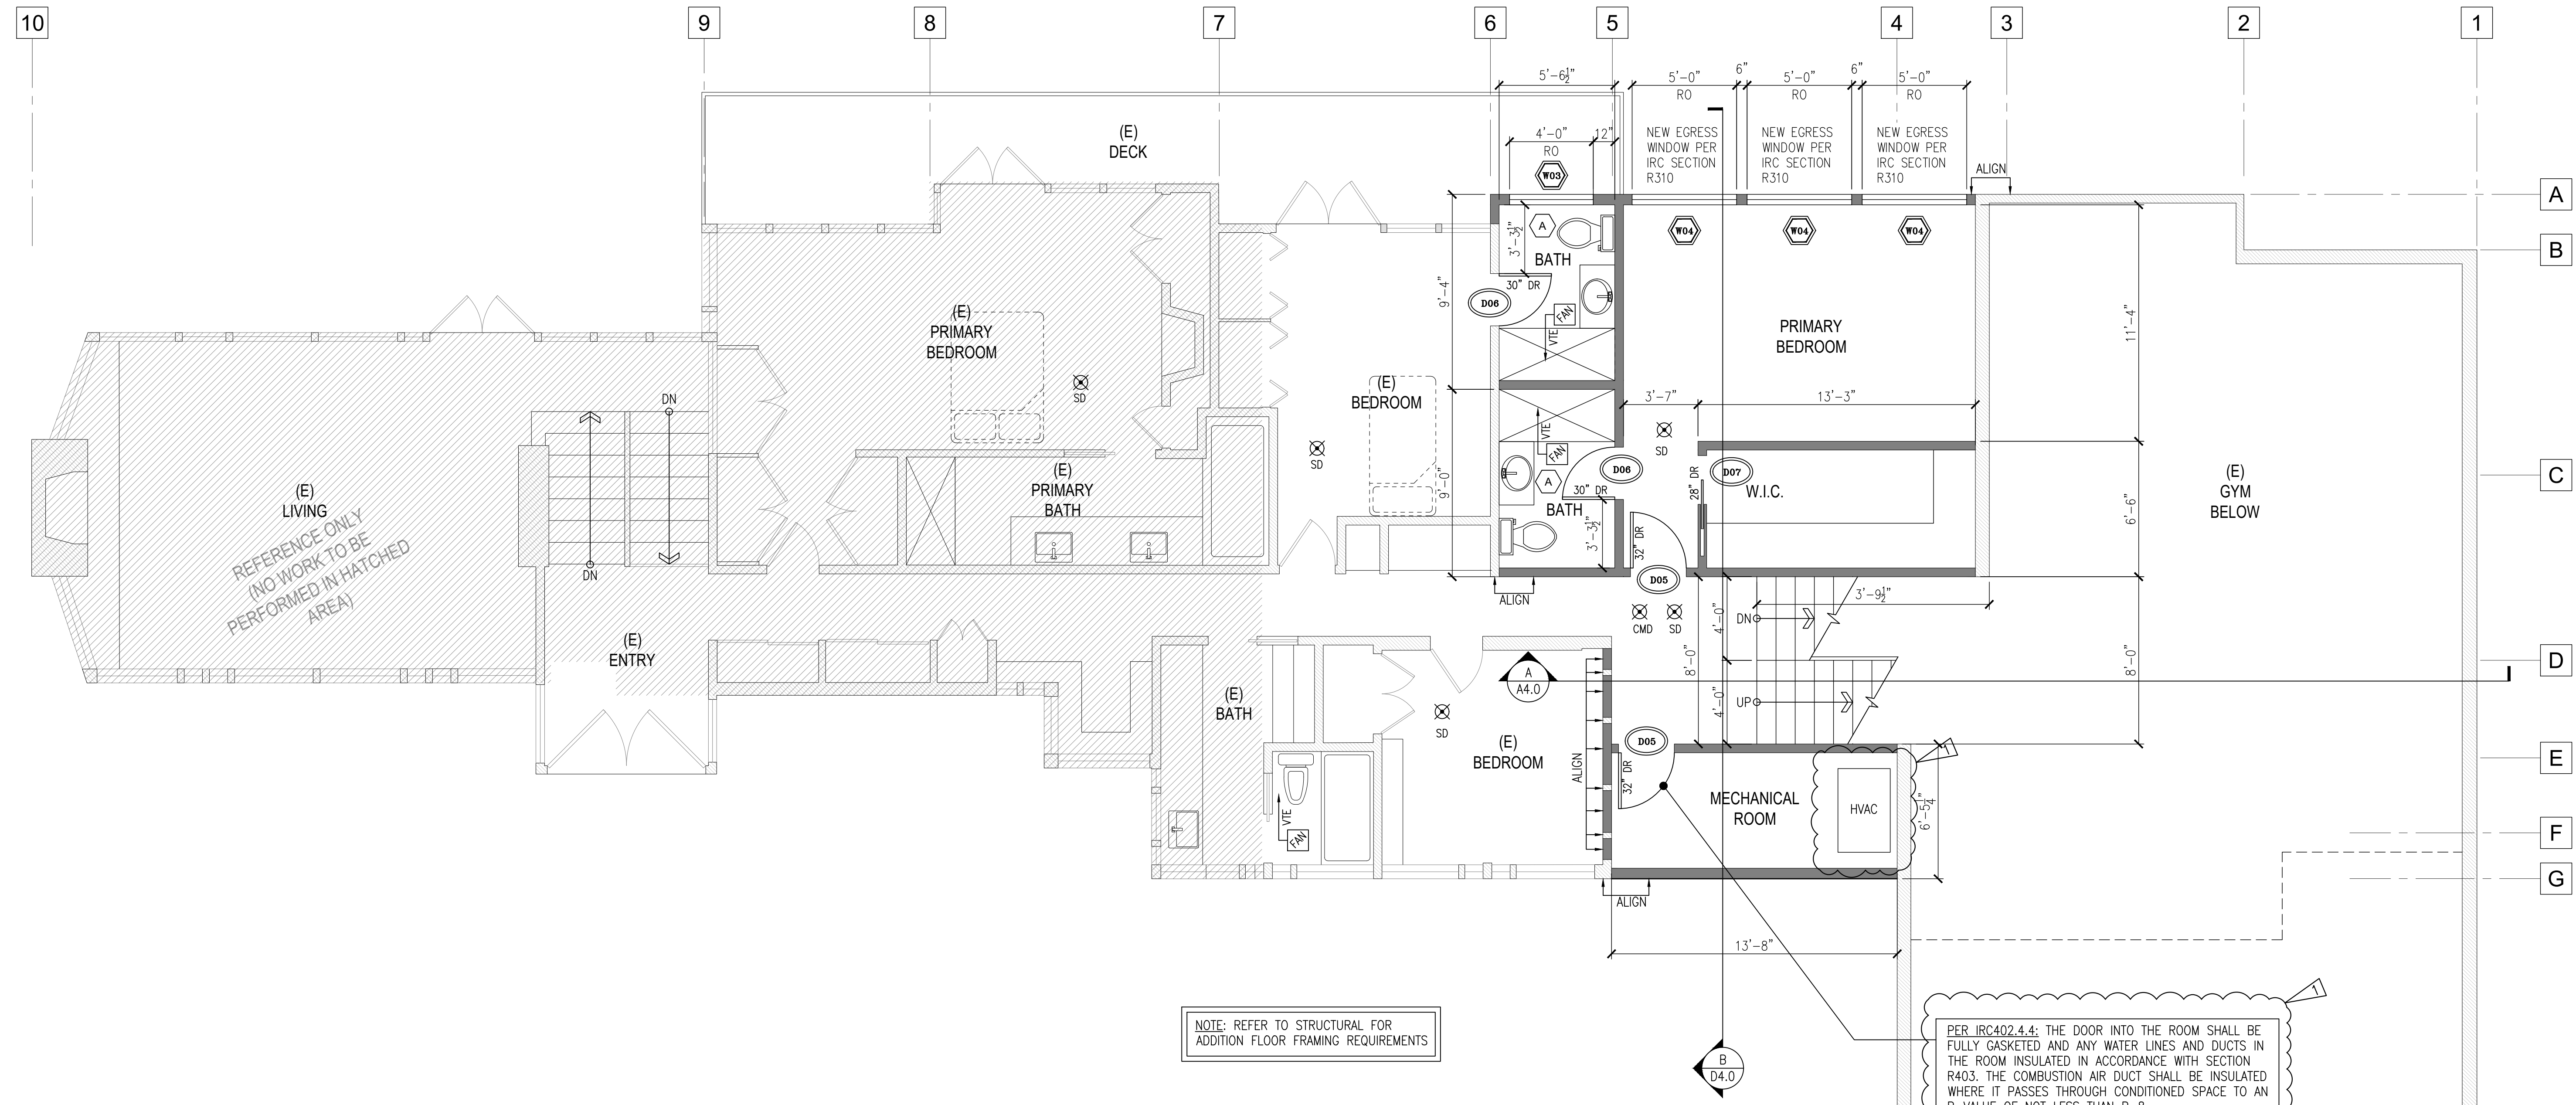 10
9
8
7
6
5
4
3
2
1
5'-6½"
5'-0"
RO
6"
5'-0"
RO
6"
5'-0"
RO
4'-0"
RO
12"
W03
NEW EGRESS
WINDOW PER
IRC SECTION
R310
NEW EGRESS
WINDOW PER
IRC SECTION
R310
NEW EGRESS
WINDOW PER
IRC SECTION
R310
ALIGN
A
B
C
D
E
F
G
(E)
DECK
3'-3½"
A
BATH
30" DR
D06
9'-4"
FAN
VTE
W04
W04
W04
PRIMARY
BEDROOM
11'-4"
(E)
PRIMARY
BEDROOM
SD
(E)
BEDROOM
SD
DN
DN
3'-7"
13'-3"
VTE
FAN
SD
D06
30" DR
A
BATH
9'-0"
3'-3½"
28" DR
D07
W.I.C.
6'-6"
(E)
GYM
BELOW
(E)
LIVING
REFERENCE ONLY
(NO WORK TO BE
PERFORMED IN HATCHED
AREA)
(E)
PRIMARY
BATH
32" DR
D05
ALIGN
CMD
SD
3'-9½"
DN
UP
4'-0"
4'-0"
8'-0"
8'-0"
(E)
ENTRY
(E)
BATH
VTE
FAN
SD
A
A4.0
(E)
BEDROOM
ALIGN
D05
32" DR
MECHANICAL
ROOM
HVAC
1
6'-5¼"
ALIGN
13'-8"
NOTE: REFER TO STRUCTURAL FOR
ADDITION FLOOR FRAMING REQUIREMENTS
B
D4.0
1
PER IRC402.4.4: THE DOOR INTO THE ROOM SHALL BE
FULLY GASKETED AND ANY WATER LINES AND DUCTS IN
THE ROOM INSULATED IN ACCORDANCE WITH SECTION
R403. THE COMBUSTION AIR DUCT SHALL BE INSULATED
WHERE IT PASSES THROUGH CONDITIONED SPACE TO AN